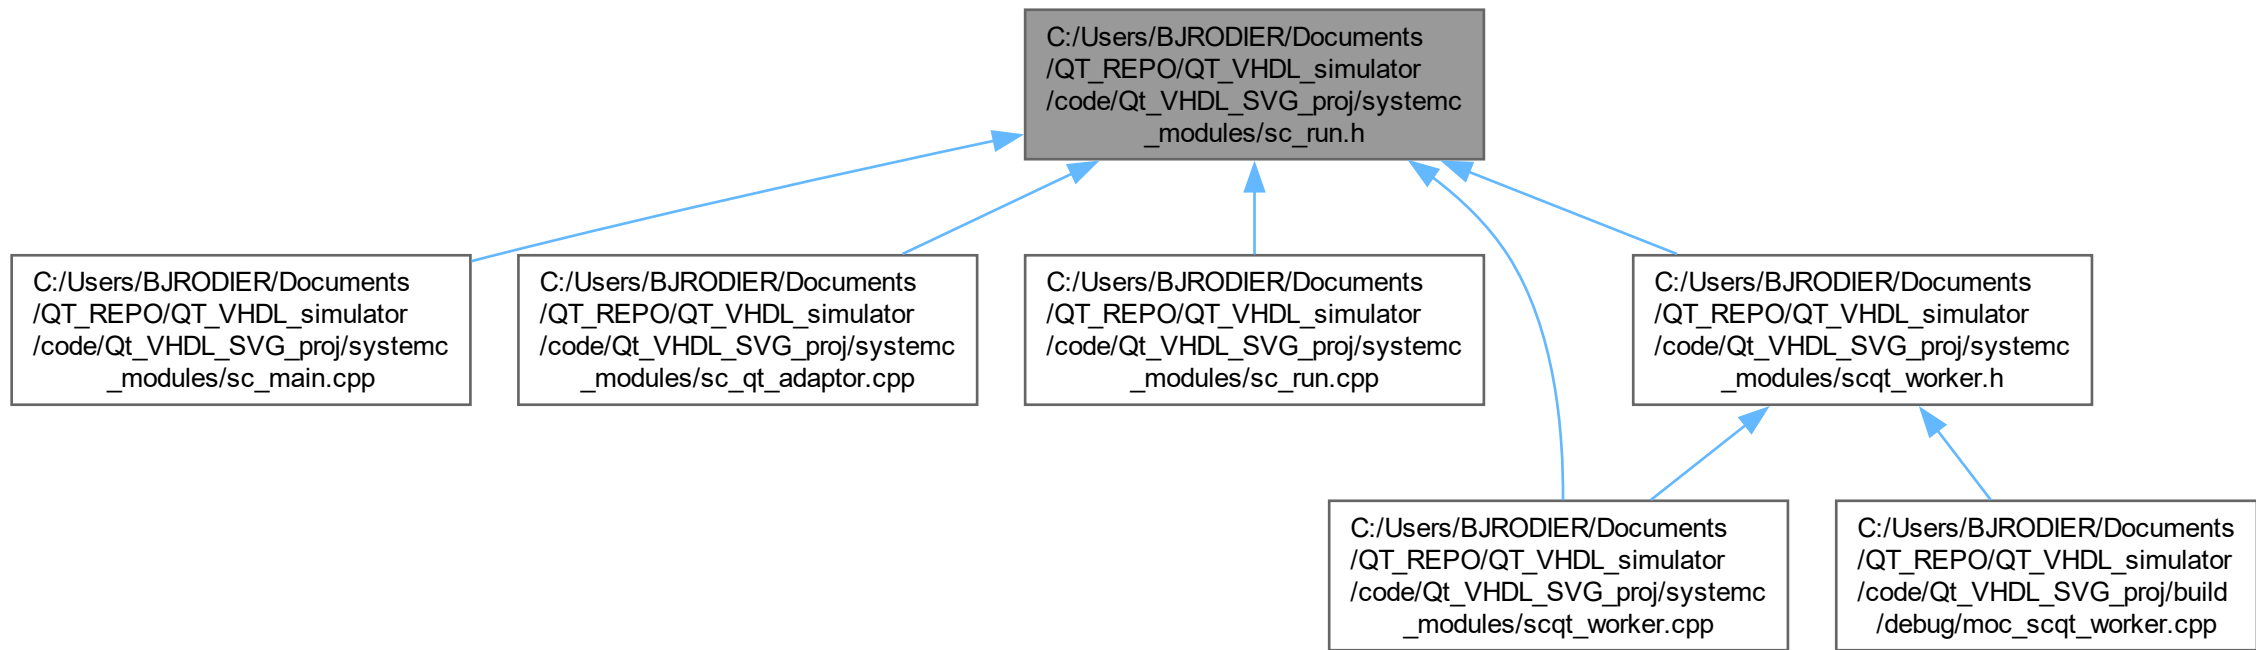 C:/Users/BJRODIER/Documents
/QT_REPO/QT_VHDL_simulator
/code/Qt_VHDL_SVG_proj/systemc
_modules/sc_run.h
C:/Users/BJRODIER/Documents
/QT_REPO/QT_VHDL_simulator
/code/Qt_VHDL_SVG_proj/systemc
_modules/sc_main.cpp
C:/Users/BJRODIER/Documents
/QT_REPO/QT_VHDL_simulator
/code/Qt_VHDL_SVG_proj/systemc
_modules/sc_qt_adaptor.cpp
C:/Users/BJRODIER/Documents
/QT_REPO/QT_VHDL_simulator
/code/Qt_VHDL_SVG_proj/systemc
_modules/sc_run.cpp
C:/Users/BJRODIER/Documents
/QT_REPO/QT_VHDL_simulator
/code/Qt_VHDL_SVG_proj/systemc
_modules/scqt_worker.h
C:/Users/BJRODIER/Documents
/QT_REPO/QT_VHDL_simulator
/code/Qt_VHDL_SVG_proj/systemc
_modules/scqt_worker.cpp
C:/Users/BJRODIER/Documents
/QT_REPO/QT_VHDL_simulator
/code/Qt_VHDL_SVG_proj/build
/debug/moc_scqt_worker.cpp